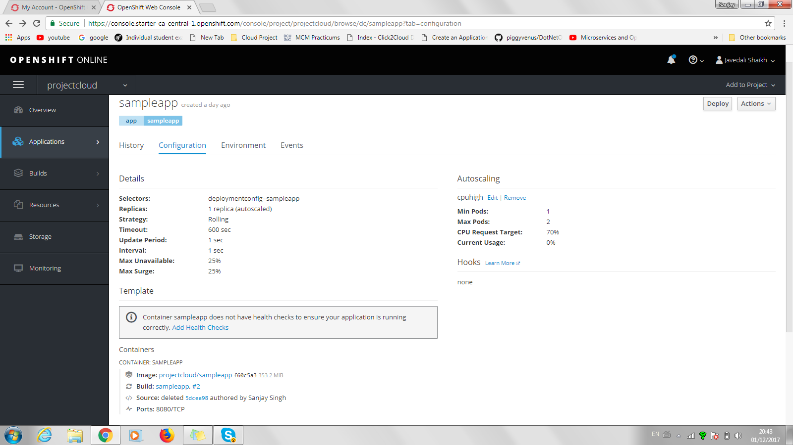 Sanjay
My Account - OpenShift
OpenShift Web Console
Secure
https://console.starter-ca-central-1.openshift.com/console/project/projectcloud/browse/dc/sampleapp?tab=configuration
Apps youtube google Individual student ex New Tab Cloud Project MCM Practicums Index - Click2Cloud Create an Application piggyvenus/DotNet Microservices and Other bookmarks
OPENSHIFT ONLINE
Javedali Shaikh
projectcloud
Add to Project
Overview
Applications
Builds
Resources
Storage
Monitoring
sampleapp created a day ago
Deploy Actions
app sampleapp
History Configuration Environment Events
Details
Selectors: deploymentconfig=sampleapp
Replicas: 1 replica (autoscaled)
Strategy: Rolling
Timeout: 600 sec
Update Period: 1 sec
Interval: 1 sec
Max Unavailable: 25%
Max Surge: 25%
Autoscaling
cpuhigh Edit | Remove
Min Pods: 1
Max Pods: 2
CPU Request Target: 70%
Current Usage: 0%
Hooks Learn More
none
Template
Container sampleapp does not have health checks to ensure your application is running
correctly. Add Health Checks
Containers
CONTAINER: SAMPLEAPP
Image: projectcloud/sampleapp 353.2 MiB
Build: sampleapp, #2
Source: deleted authored by Sanjay Singh
Ports: 8080/TCP
EN
20:43
01/12/2017